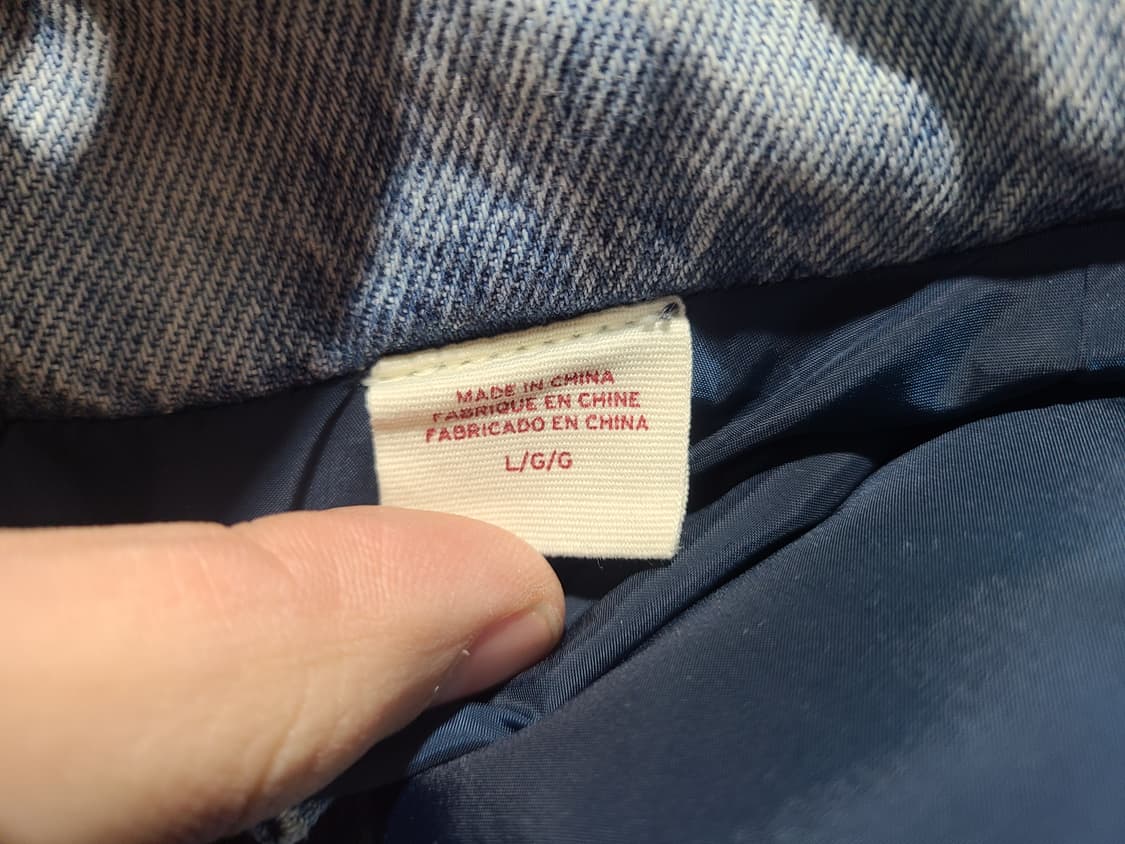 MADE IN CHINA
FABRIQUE EN CHINE
FABRICADO EN CHINA
L/G/G